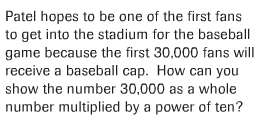 Patel hopes to be one of the first fans
to get into the stadium for the baseball
game because the first 30,000 fans will
receive a baseball cap. How can you
show the number 30,000 as a whole
number multiplied by a power of ten?